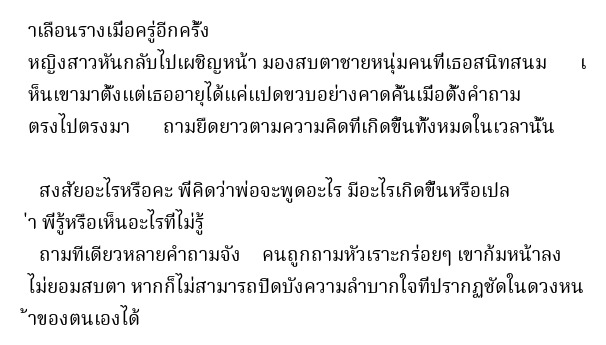 าเลือนรางเมื่อครู่อีกครั้ง
หญิงสาวหันกลับไปเผชิญหน้า มองสบตาชายหนุ่มคนที่เธอสนิทสนม เ
ห็นเขามาตั้งแต่เธออายุได้แค่แปดขวบอย่างคาดคั้นเมื่อตั้งคำถาม
ตรงไปตรงมา ถามยืดยาวตามความคิดที่เกิดขึ้นทั้งหมดในเวลานั้น
สงสัยอะไรหรือคะ พี่คิดว่าพ่อจะพูดอะไร มีอะไรเกิดขึ้นหรือเปล
่า พี่รู้หรือเห็นอะไรที่ไม่รู้
ถามทีเดียวหลายคำถามจัง คนถูกถามหัวเราะกร่อยๆ เขาก้มหน้าลง
ไม่ยอมสบตา หากก็ไม่สามารถปิดบังความลำบากใจที่ปรากฏชัดในดวงหน
้าของตนเองได้